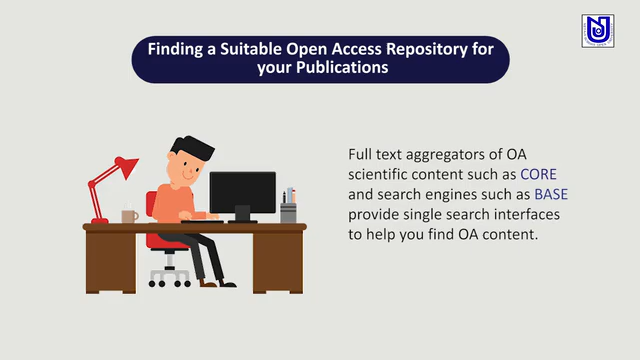 Finding a Suitable Open Access Repository for
your Publications
Full text aggregators of OA
scientific content such as CORE
and search engines such as BASE
provide single search interfaces
to help you find OA content.